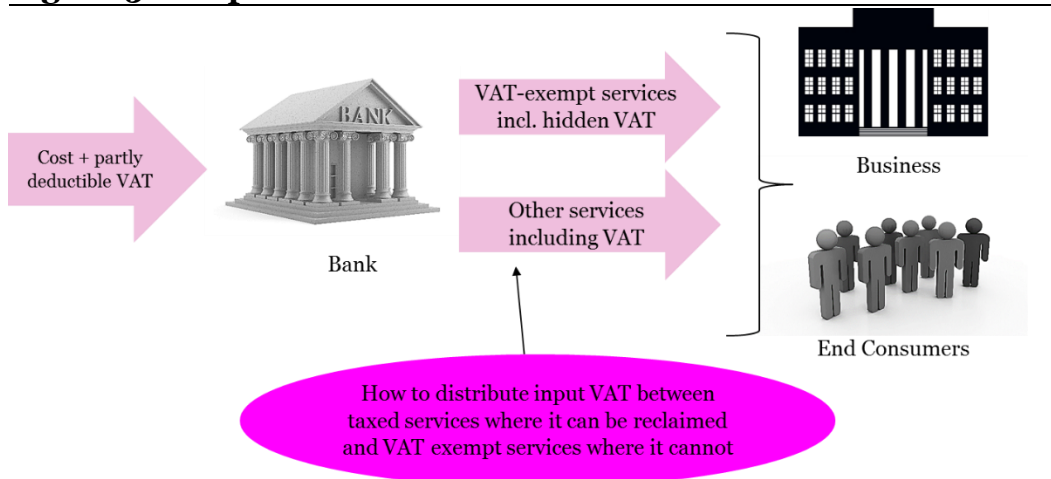 BANK
VAT-exempt services
incl. hidden VAT
Cost + partly
deductible VAT
Business
Other services
including VAT
Bank
End Consumers
How to distribute input VAT between
taxed services where it can be reclaimed
and VAT exempt services where it cannot